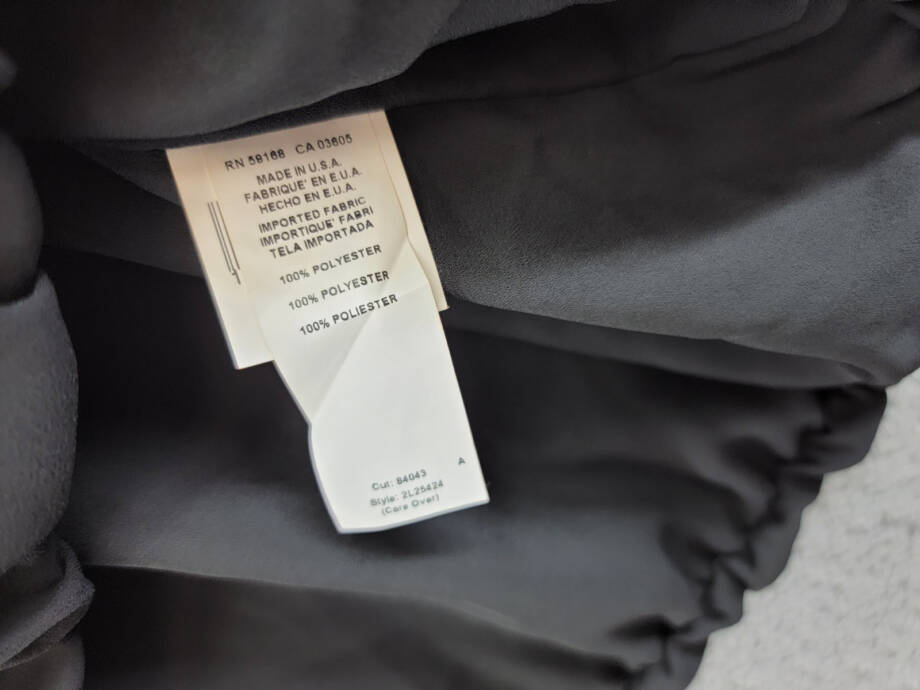 RN 59168 CA 03605
MADE IN U.S.A.
FABRIQUE' EN E.U.A.
HECHO EN E.U.A.
IMPORTED FABRIC
IMPORTIQUE' FABRI
TELA IMPORTADA
100% POLYESTER
100% POLYESTER
100% POLIESTER
A
Cut: 84043
Style: 2L25424
(Care Over)